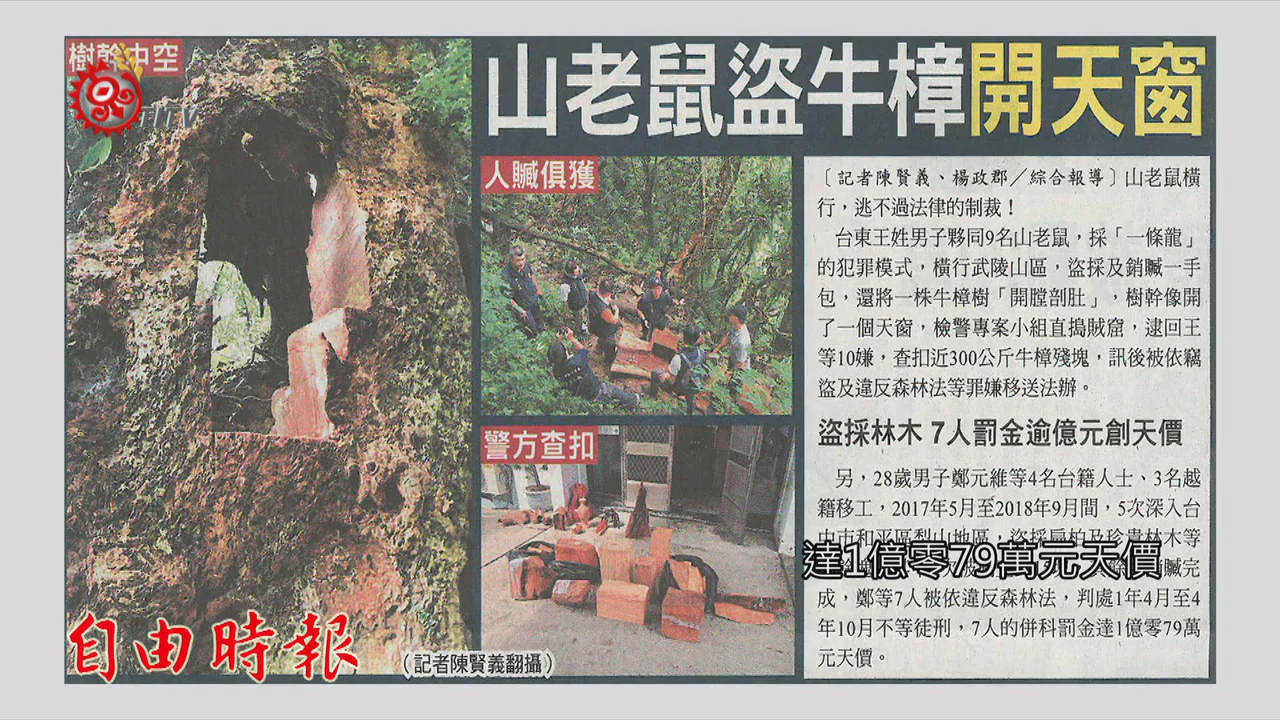 樹幹中空
山老鼠盜牛樟開天窗
人贓俱獲
〔記者陳賢義、楊政郡／綜合報導〕山老鼠橫
行，逃不過法律的制裁！
台東王姓男子夥同9名山老鼠，採「一條龍」
的犯罪模式，橫行武陵山區，盜採及銷贓一手
包，還將一株牛樟樹「開膛剖肚」，樹幹像開
了一個天窗，檢警專案小組直搗賊窟，逮回王
等10嫌，查扣近300公斤牛樟殘塊，訊後被依竊
盜及違反森林法等罪嫌移送法辦。
警方查扣
盜採林木 7人罰金逾億元創天價
另，28歲男子鄭元維等4名台籍人士、3名越
籍移工，2017年5月至2018年9月間，5次深入台
中市和平區梨山地區，盜採扁柏及珍貴林木等
達1億零79萬元天價
贓完
成，鄭等7人被依違反森林法，判處1年4月至4
年10月不等徒刑，7人的併科罰金達1億零79萬
元天價。
自由時報
（記者陳賢義翻攝）